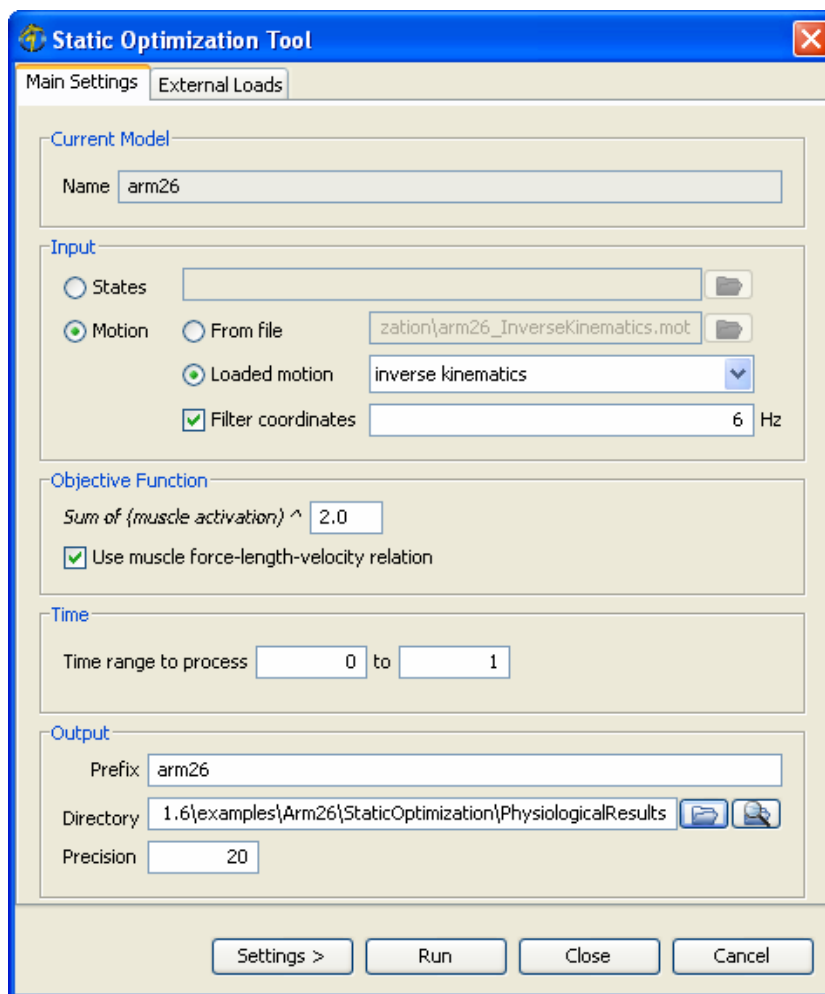 Static Optimization Tool
Main Settings External Loads
Current Model
Name arm26
Input
States
Motion From file zation\arm26_InverseKinematics.mot
Loaded motion inverse kinematics
Filter coordinates 6 Hz
Objective Function
Sum of (muscle activation) ^ 2.0
Use muscle force-length-velocity relation
Time
Time range to process 0 to 1
Output
Prefix arm26
Directory 1.6\examples\Arm26\StaticOptimization\PhysiologicalResults
Precision 20
Settings > Run Close Cancel